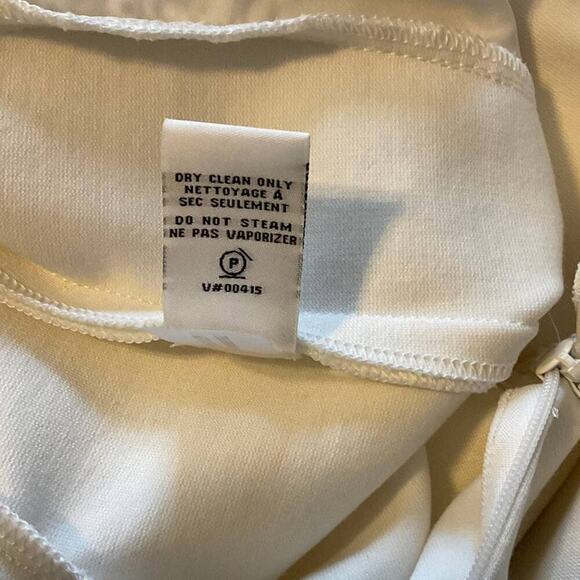 DRY CLEAN ONLY
NETTOYAGE À
SEC SEULEMENT
DO NOT STEAM
NE PAS VAPORIZER
P
V#00415